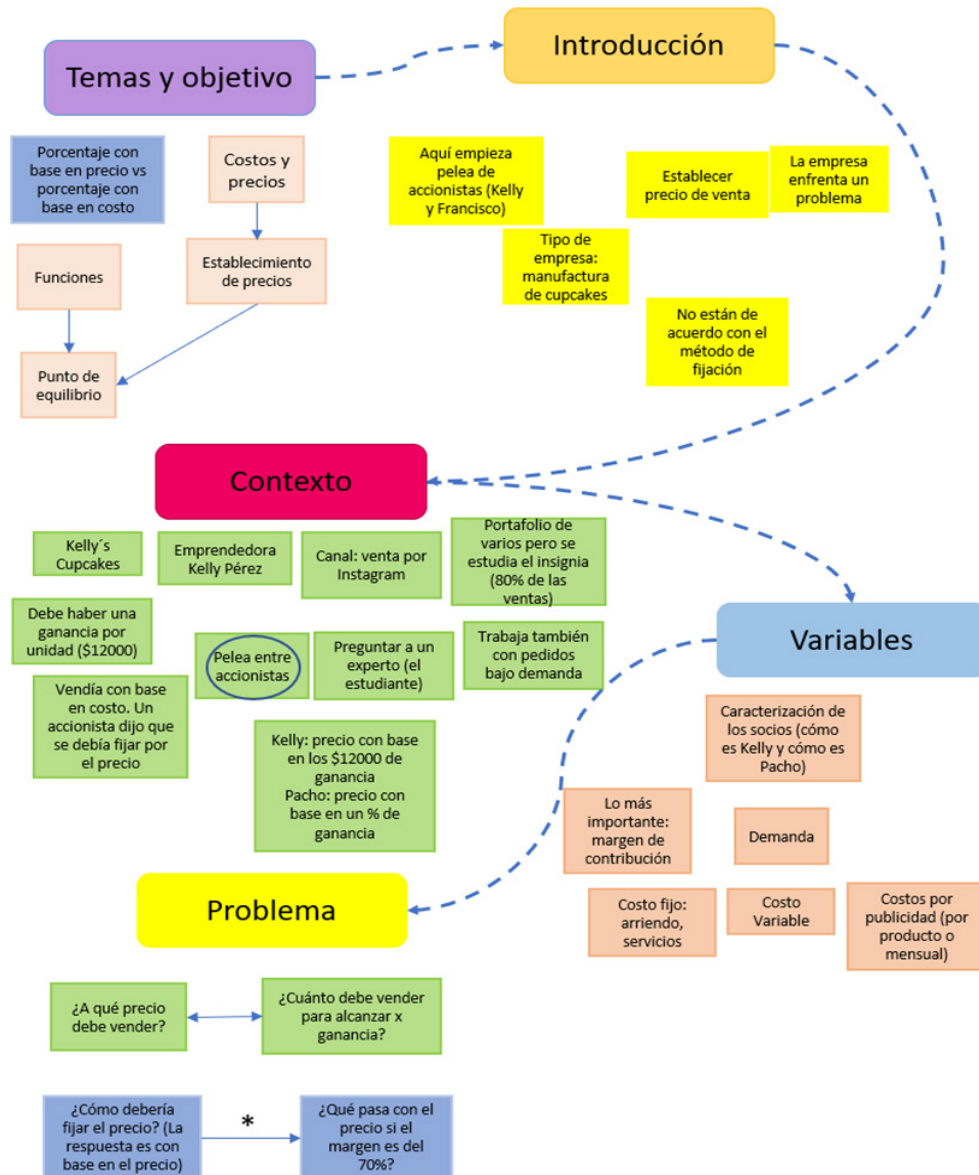 Temas y objetivo
Introducción
Porcentaje con
base en precio vs
porcentaje con
base en costo
Costos y
precios
Funciones
Establecimiento
de precios
Punto de
equilibrio
Aquí empieza
pelea de
accionistas (Kelly
y Francisco)
Establecer
precio de venta
La empresa
enfrenta un
problema
Tipo de
empresa:
manufactura
de cupcakes
No están de
acuerdo con el
método de
fijación
Contexto
Kelly´s
Cupcakes
Emprendedora
Kelly Pérez
Canal: venta por
Instagram
Portafolio de
varios pero se
estudia el insignia
(80% de las
ventas)
Debe haber una
ganancia por
unidad ($12000)
Pelea entre
accionistas
Preguntar a un
experto (el
estudiante)
Trabaja también
con pedidos
bajo demanda
Vendía con base
en costo. Un
accionista dijo que
se debía fijar por
el precio
Kelly: precio con base
en los $12000 de
ganancia
Pacho: precio con
base en un % de
ganancia
Variables
Caracterización de
los socios (cómo
es Kelly y cómo es
Pacho)
Lo más
importante:
margen de
contribución
Demanda
Costo fijo:
arriendo,
servicios
Costo
Variable
Costos por
publicidad (por
producto o
mensual)
Problema
¿A qué precio
debe vender?
¿Cuánto debe vender
para alcanzar x
ganancia?
¿Cómo debería
fijar el precio? (La
respuesta es con
base en el precio)
*
¿Qué pasa con el
precio si el
margen es del
70%?